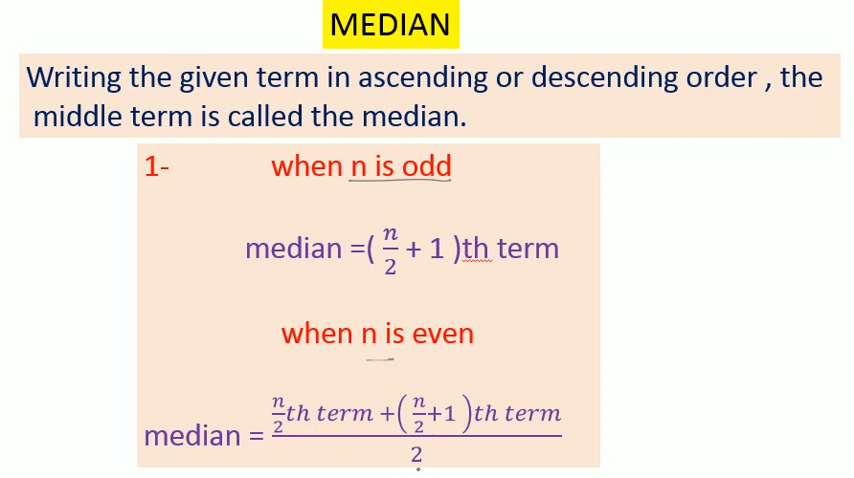 MEDIAN
Writing the given term in ascending or descending order , the
middle term is called the median.
1- when n is odd
median =( n/2 + 1 )th term
when n is even
median = (n/2 th term +(n/2+1)th term)/2